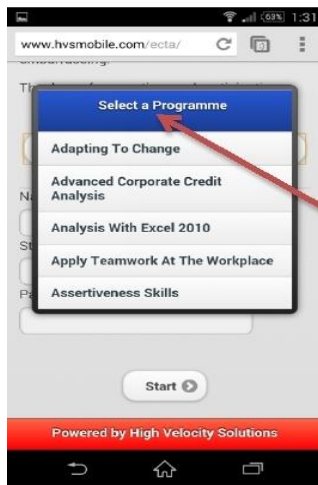 63% 1:31
www.hvsmobile.com/ecta/
Select a Programme
Adapting To Change
Advanced Corporate Credit
Analysis
Analysis With Excel 2010
Apply Teamwork At The Workplace
Assertiveness Skills
Start
Powered by High Velocity Solutions